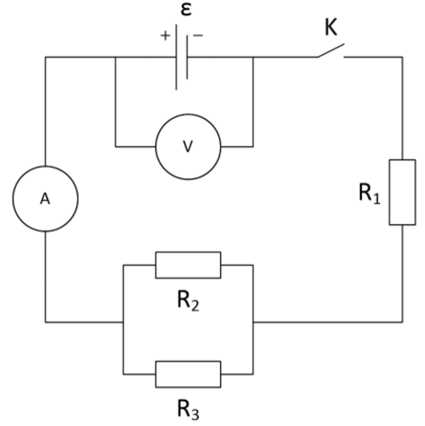 ε
+ −
K
V
A
R₁
R₂
R₃